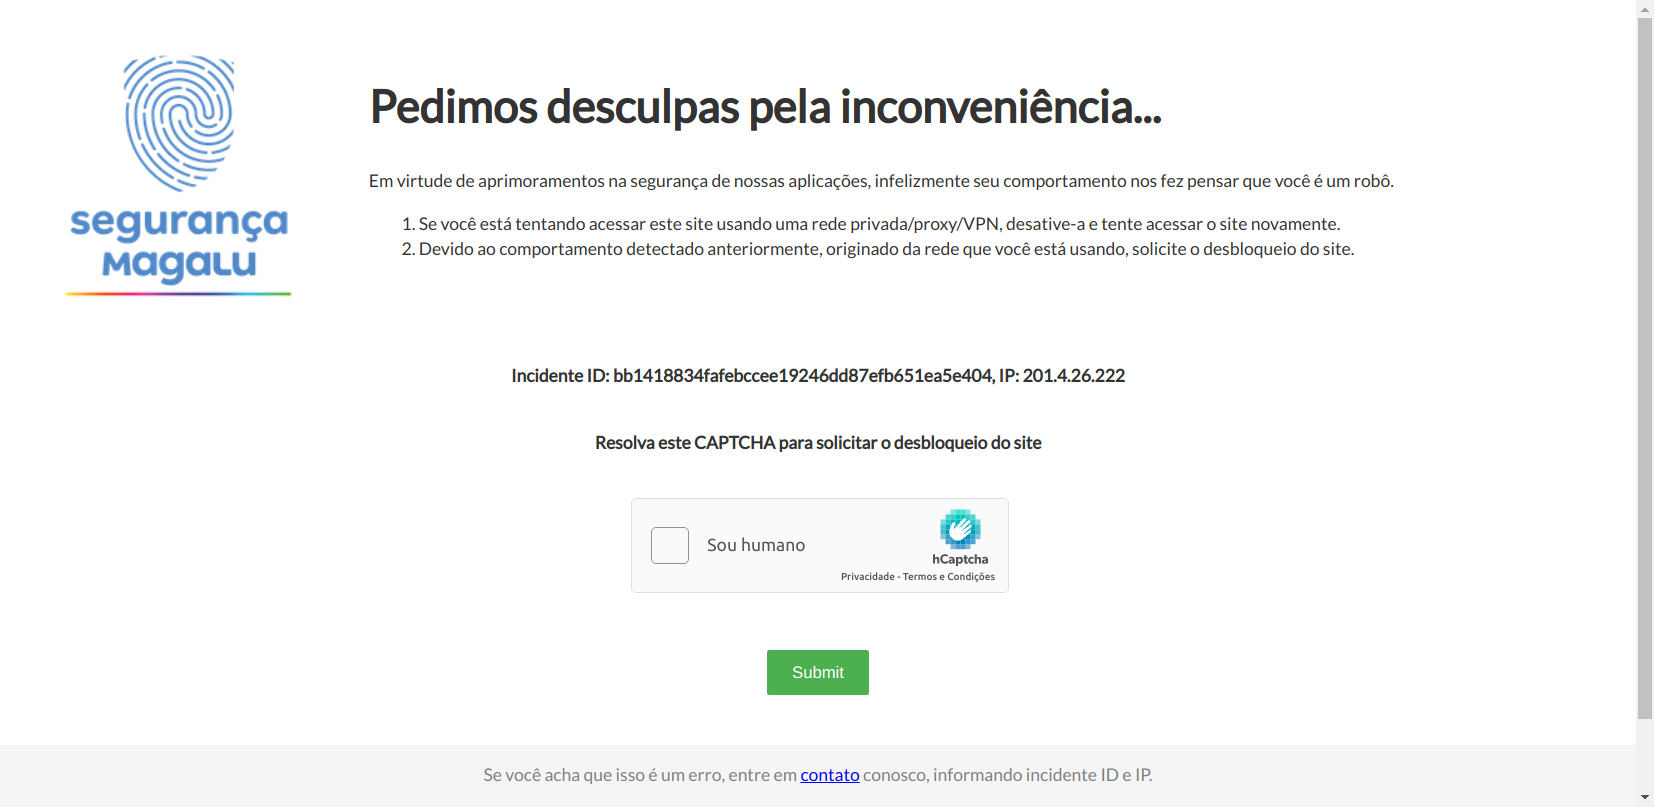 segurança
magalu
Pedimos desculpas pela inconveniência...
Em virtude de aprimoramentos na segurança de nossas aplicações, infelizmente seu comportamento nos fez pensar que você é um robô.
1. Se você está tentando acessar este site usando uma rede privada/proxy/VPN, desative-a e tente acessar o site novamente.
2. Devido ao comportamento detectado anteriormente, originado da rede que você está usando, solicite o desbloqueio do site.
Incidente ID: bb1418834fafebccee19246dd87efb651ea5e404, IP: 201.4.26.222
Resolva este CAPTCHA para solicitar o desbloqueio do site
Sou humano
hCaptcha
Privacidade - Termos e Condições
Submit
Se você acha que isso é um erro, entre em contato conosco, informando incidente ID e IP.